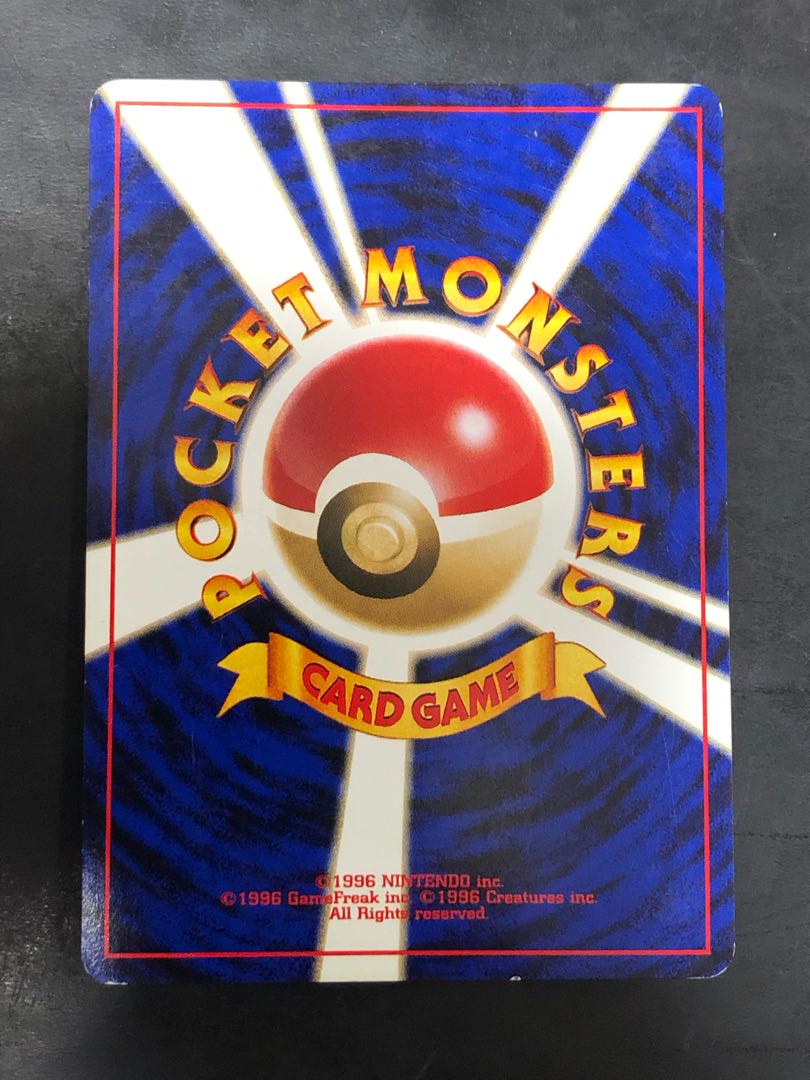 POCKET MONSTERS
CARD GAME
©1996 NINTENDO inc.
©1996 GameFreak inc. ©1996 Creatures inc.
All Rights reserved.